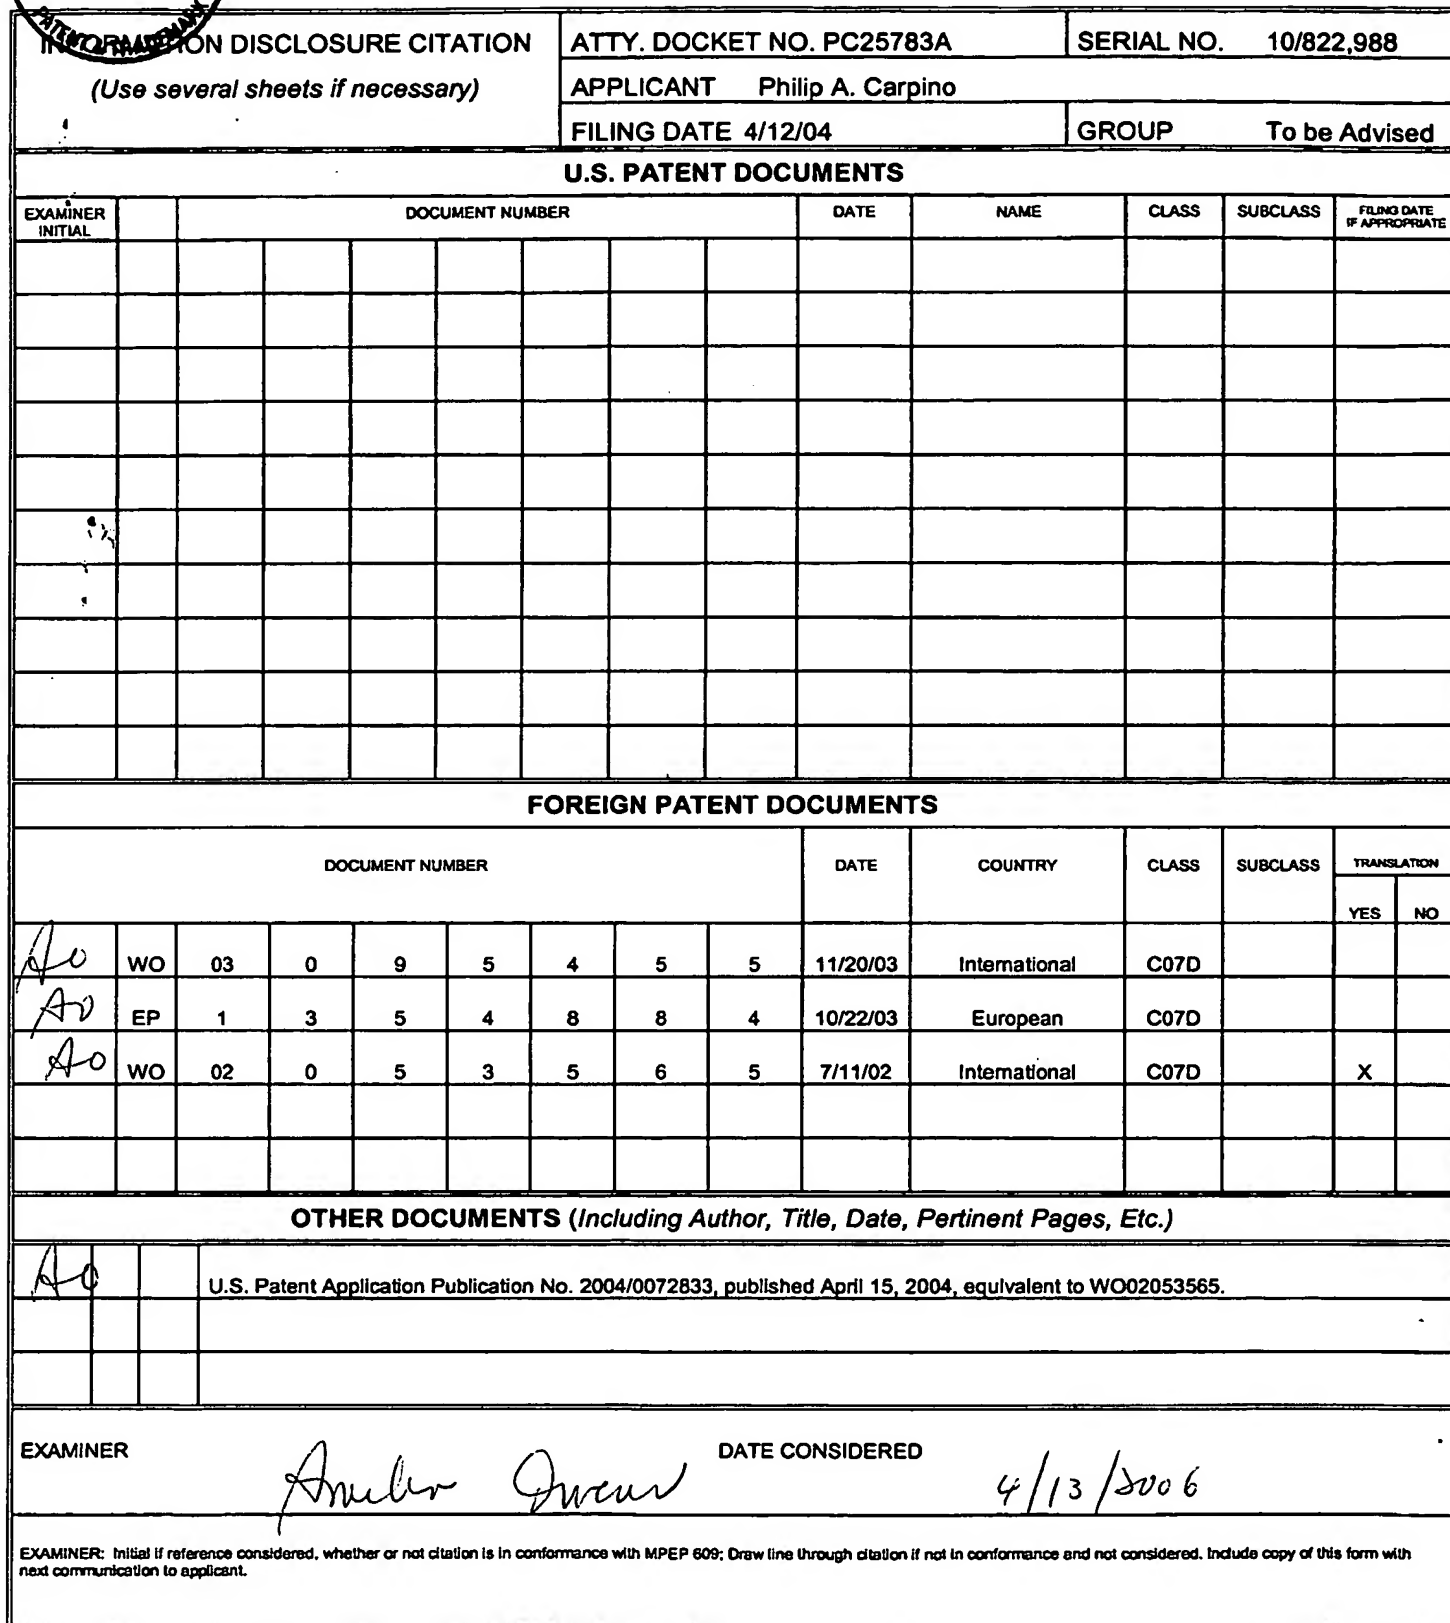 PATENT & TRADEMARK
INFORMATION DISCLOSURE CITATION
(Use several sheets if necessary)
ATTY. DOCKET NO. PC25783A
SERIAL NO. 10/822,988
APPLICANT Philip A. Carpino
FILING DATE 4/12/04
GROUP To be Advised
U.S. PATENT DOCUMENTS
EXAMINER INITIAL DOCUMENT NUMBER DATE NAME CLASS SUBCLASS FILING DATE IF APPROPRIATE
FOREIGN PATENT DOCUMENTS
DOCUMENT NUMBER DATE COUNTRY CLASS SUBCLASS TRANSLATION
YES NO
AO WO 03 0 9 5 4 5 5 11/20/03 International C07D
AO EP 1 3 5 4 8 8 4 10/22/03 European C07D
AO WO 02 0 5 3 5 6 5 7/11/02 International C07D X
OTHER DOCUMENTS (Including Author, Title, Date, Pertinent Pages, Etc.)
AO U.S. Patent Application Publication No. 2004/0072833, published April 15, 2004, equivalent to WO02053565.
EXAMINER Owens DATE CONSIDERED 4/13/2006
EXAMINER: Initial if reference considered, whether or not citation is in conformance with MPEP 609; Draw line through citation if not in conformance and not considered. Include copy of this form with
next communication to applicant.